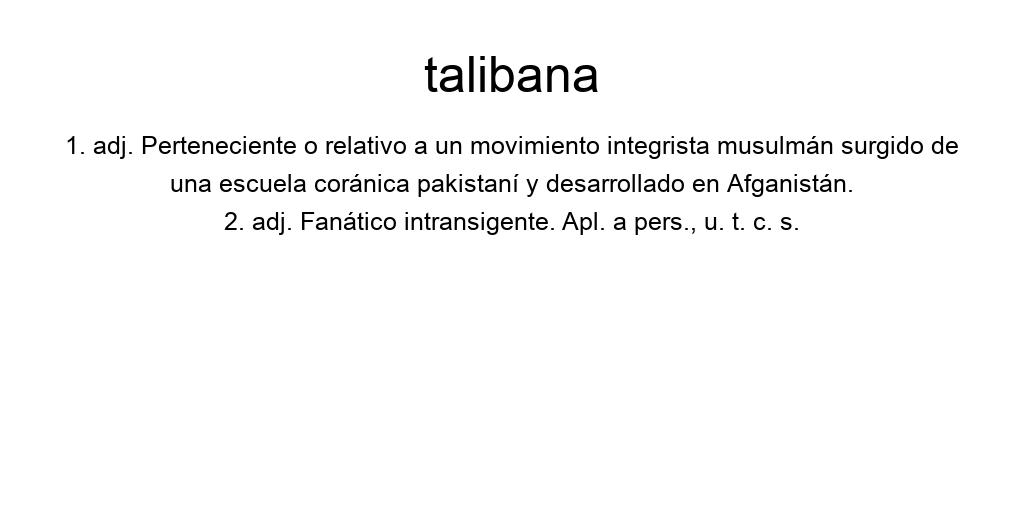 talibana
1. adj. Perteneciente o relativo a un movimiento integrista musulmán surgido de
una escuela coránica pakistaní y desarrollado en Afganistán.
2. adj. Fanático intransigente. Apl. a pers., u. t. c. s.